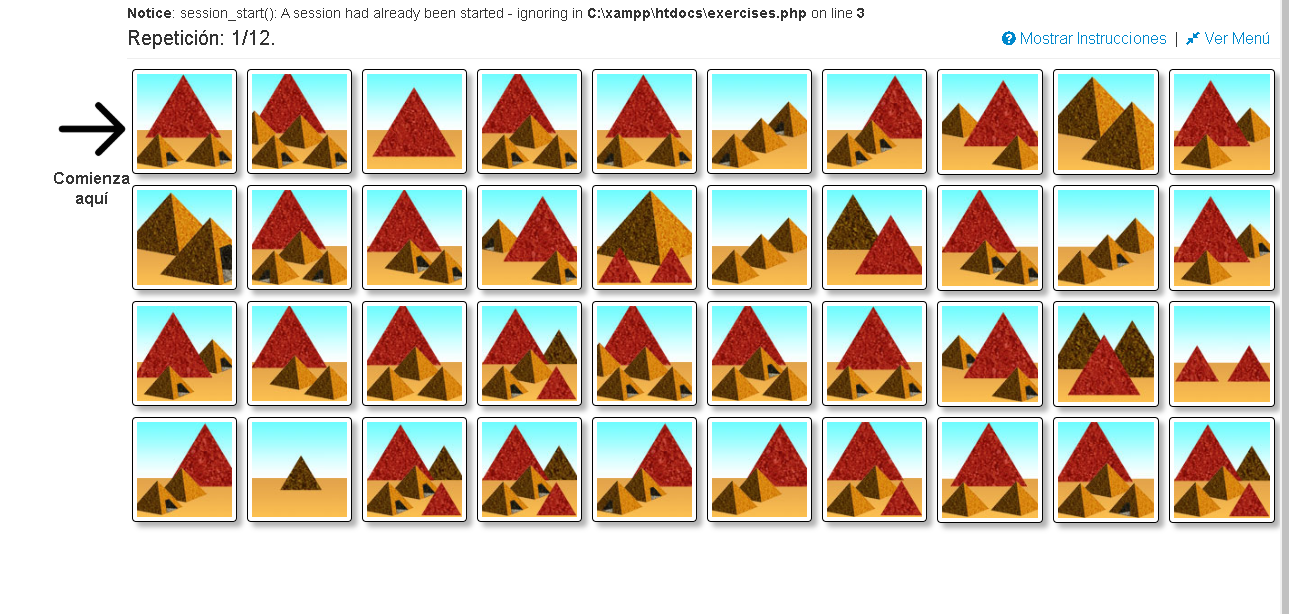 Notice: session_start(): A session had already been started - ignoring in C:\xampp\htdocs\exercises.php on line 3
Repetición: 1/12.
Mostrar Instrucciones | Ver Menú
Comienza
aquí